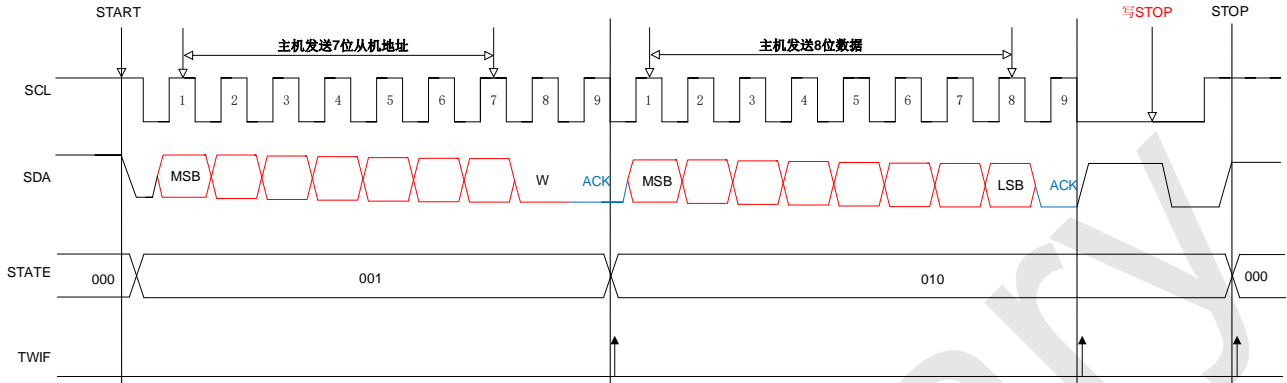 START
写STOP
STOP
主机发送7位从机地址
主机发送8位数据
SCL
1 2 3 4 5 6 7 8 9 1 2 3 4 5 6 7 8 9
SDA
MSB W ACK MSB LSB ACK
STATE
000 001 010 000
TWIF